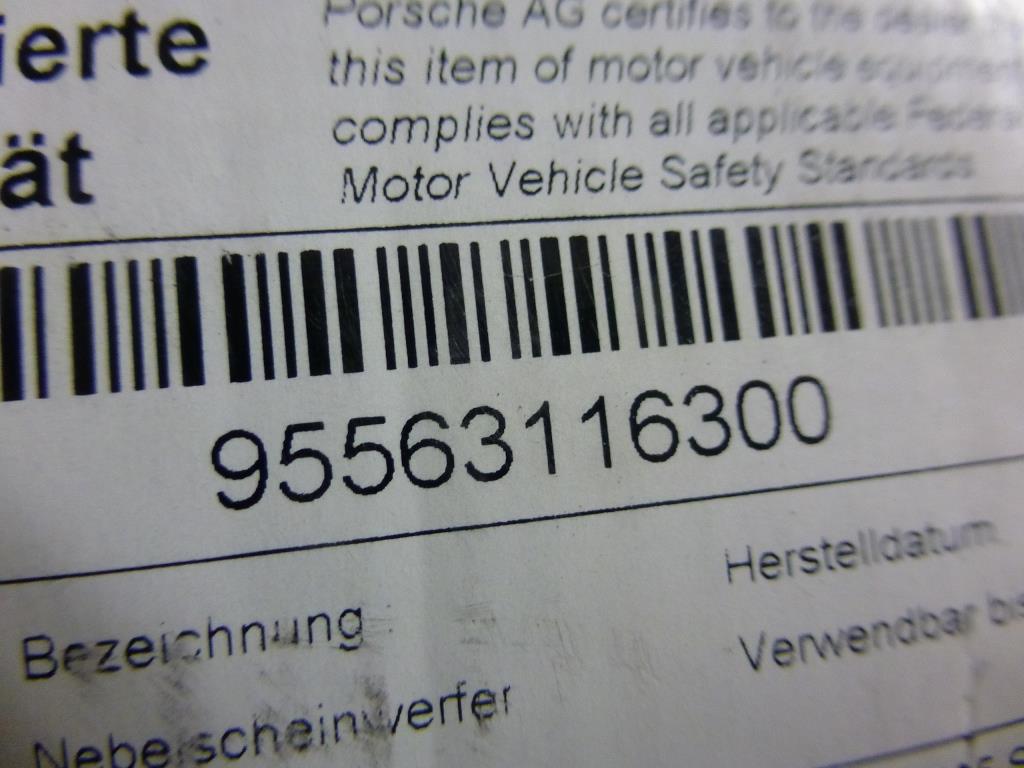 ierte
ät
Porsche AG certifies to the dealer
this item of motor vehicle equipment
complies with all applicable Federal
Motor Vehicle Safety Standards
95563116300
Bezeichnung
Herstelldatum
Nebelscheinwerfer
Verwendbar bis